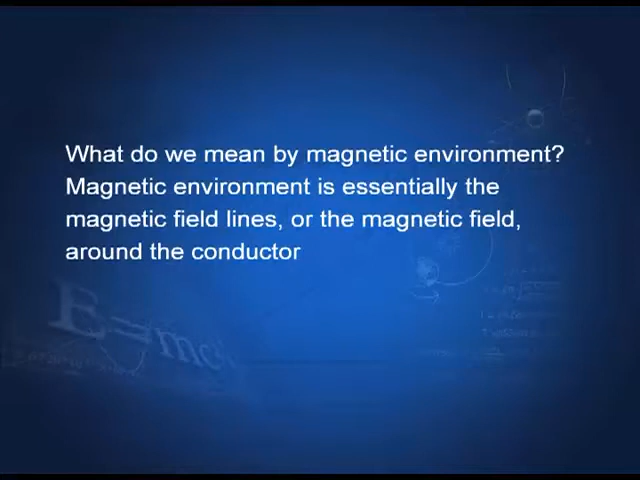 What do we mean by magnetic environment?
Magnetic environment is essentially the
magnetic field lines, or the magnetic field,
around the conductor
E=mc